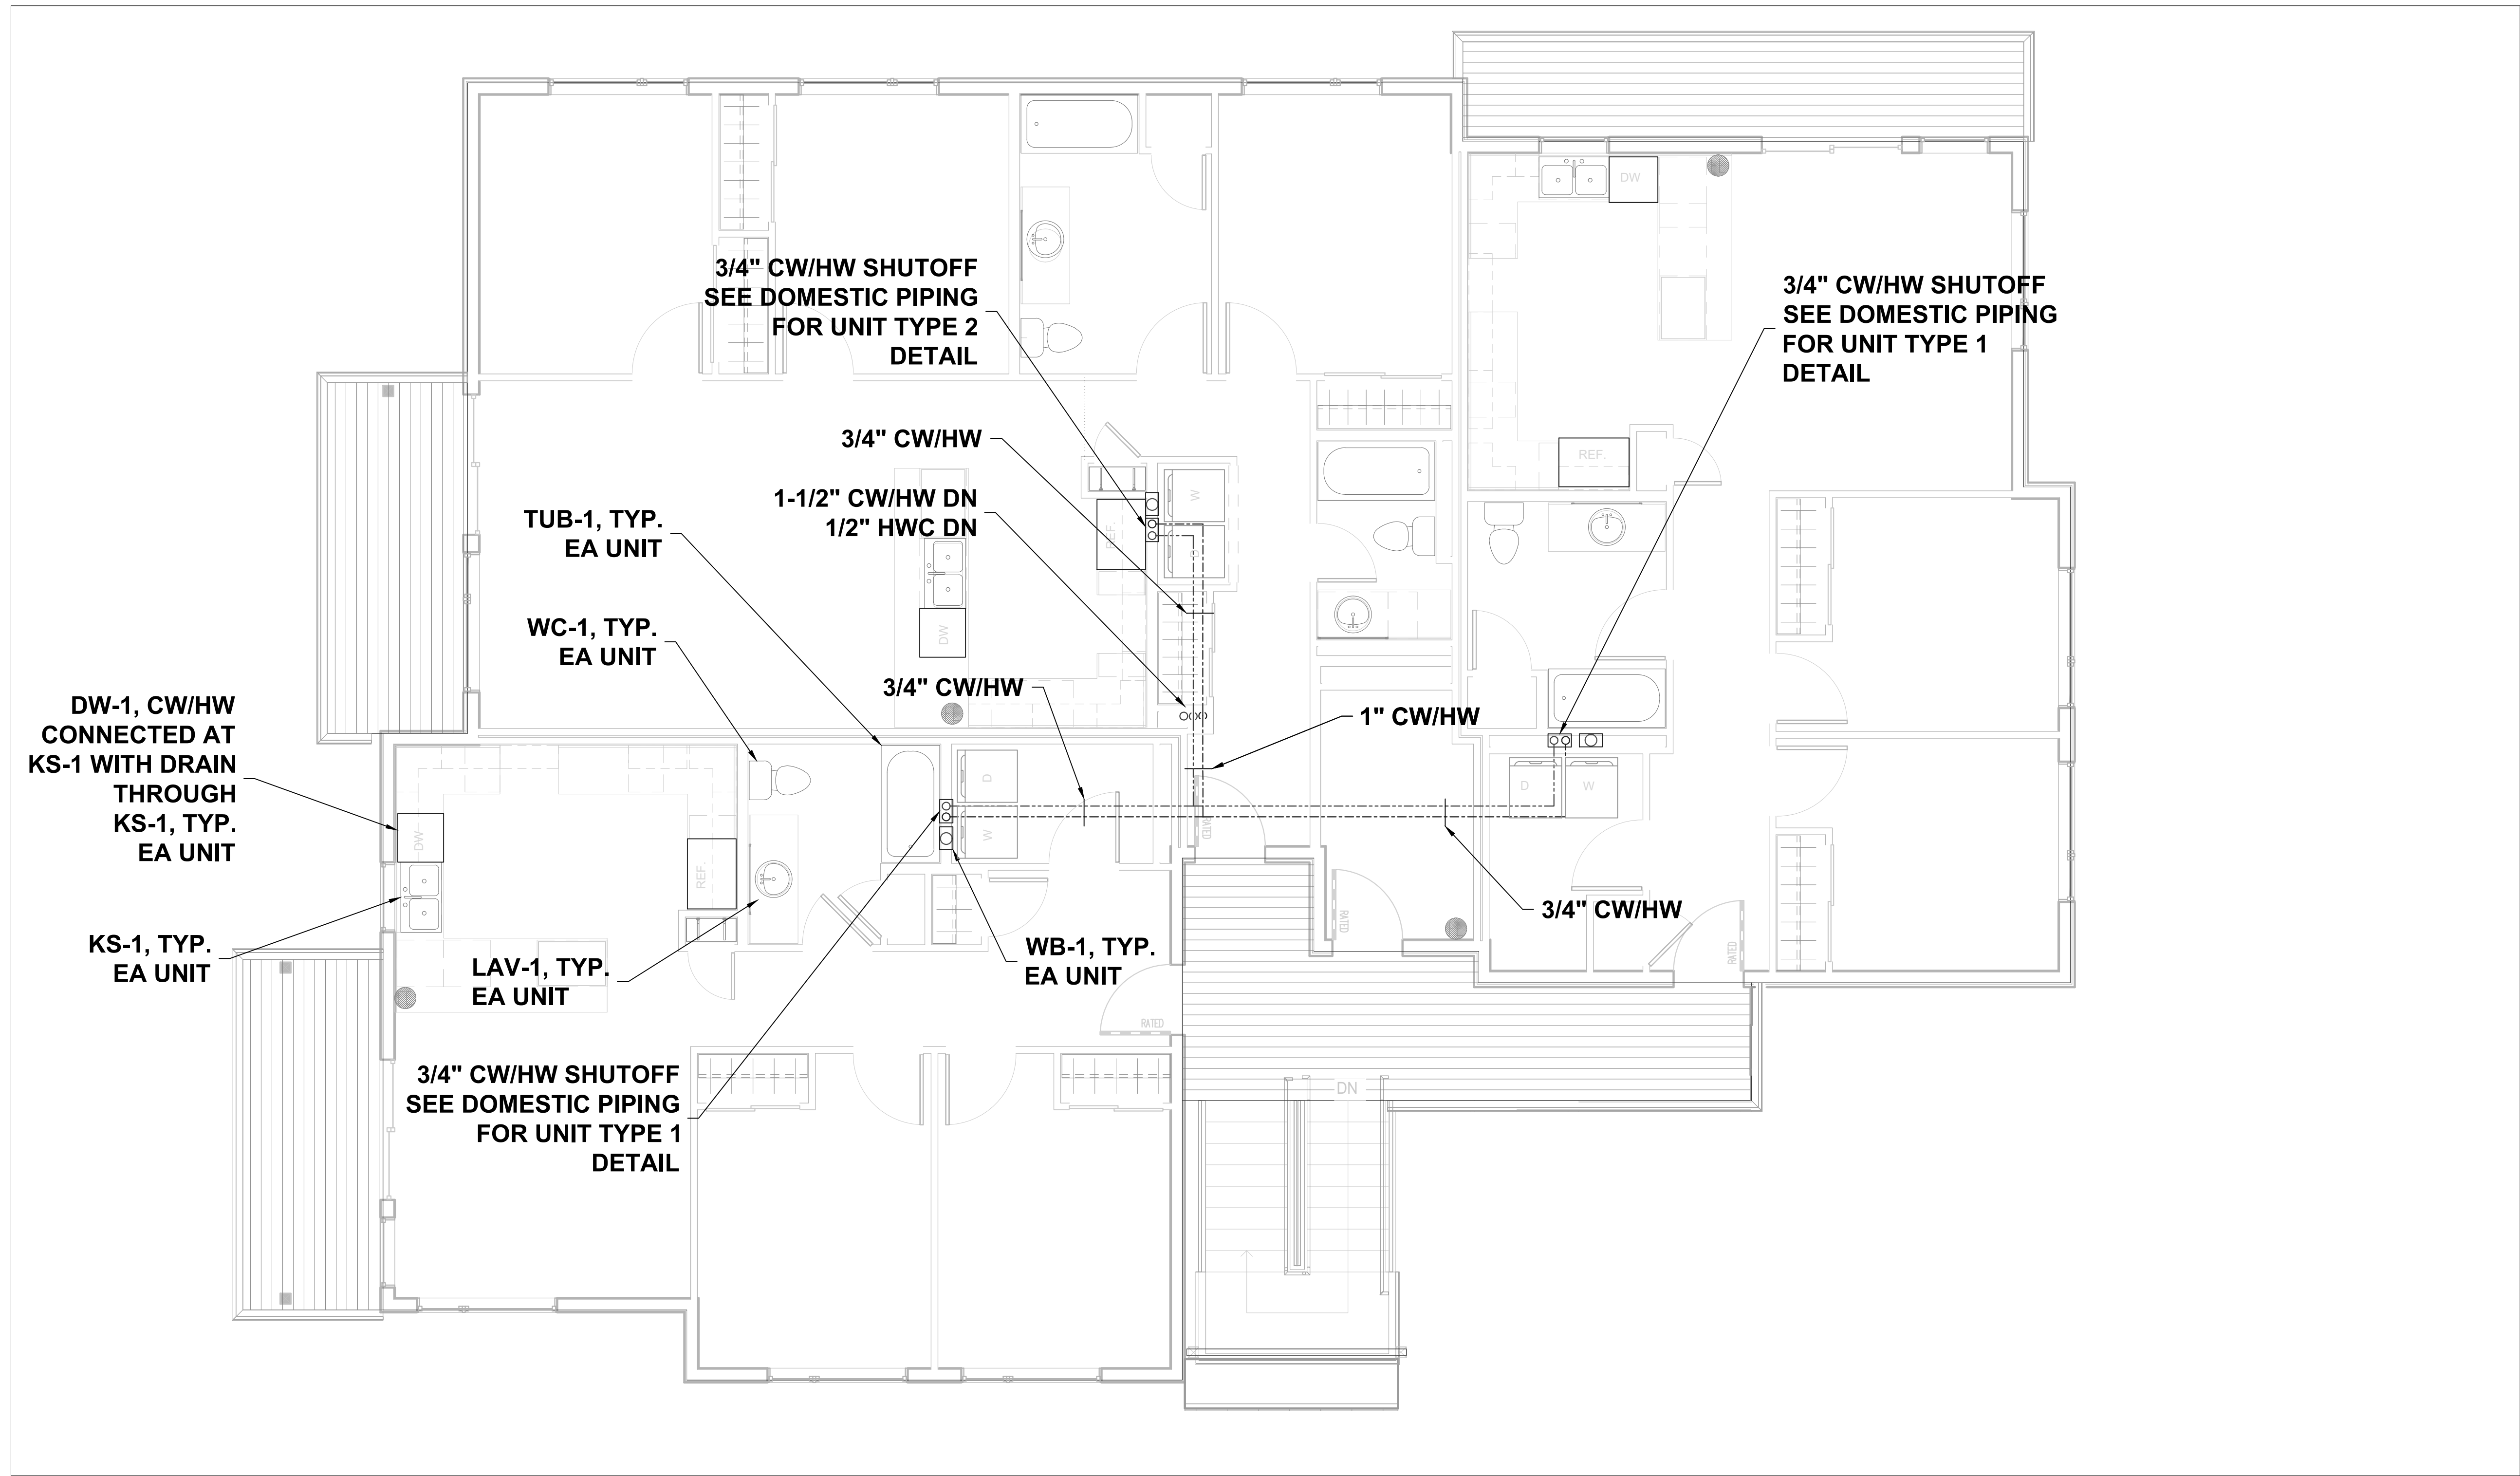 DW
3/4" CW/HW SHUTOFF
SEE DOMESTIC PIPING
FOR UNIT TYPE 2
DETAIL
3/4" CW/HW SHUTOFF
SEE DOMESTIC PIPING
FOR UNIT TYPE 1
DETAIL
3/4" CW/HW
REF.
W
1-1/2" CW/HW DN
1/2" HWC DN
TUB-1, TYP.
EA UNIT
REF.
D
WC-1, TYP.
EA UNIT
DW
3/4" CW/HW
DW-1, CW/HW
CONNECTED AT
KS-1 WITH DRAIN
THROUGH
KS-1, TYP.
EA UNIT
1" CW/HW
D
D
W
DW
W
RATED
REF.
3/4" CW/HW
RATED
KS-1, TYP.
EA UNIT
WB-1, TYP.
EA UNIT
RATED
LAV-1, TYP.
EA UNIT
RATED
3/4" CW/HW SHUTOFF
SEE DOMESTIC PIPING
FOR UNIT TYPE 1
DETAIL
DN